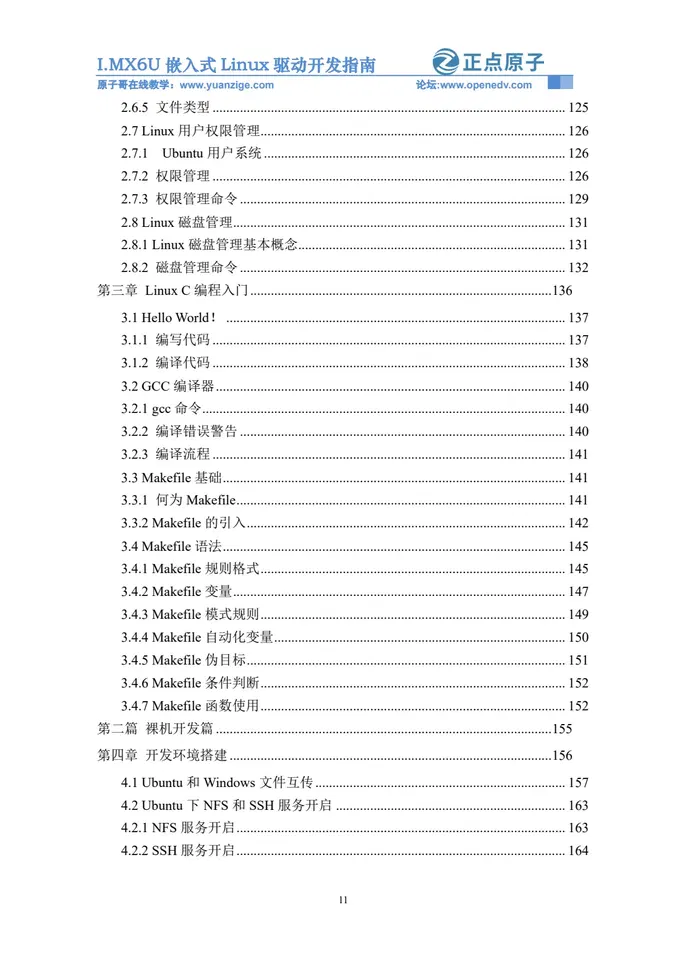 I.MX6U 嵌入式 Linux 驱动开发指南
正点原子
原子哥在线教学：www.yuanzige.com
论坛:www.openedv.com
2.6.5 文件类型 ........ 125
2.7 Linux 用户权限管理 ........ 126
2.7.1 Ubuntu 用户系统 ........ 126
2.7.2 权限管理 ........ 126
2.7.3 权限管理命令 ........ 129
2.8 Linux 磁盘管理 ........ 131
2.8.1 Linux 磁盘管理基本概念 ........ 131
2.8.2 磁盘管理命令 ........ 132
第三章 Linux C 编程入门 ........ 136
3.1 Hello World！ ........ 137
3.1.1 编写代码 ........ 137
3.1.2 编译代码 ........ 138
3.2 GCC 编译器 ........ 140
3.2.1 gcc 命令 ........ 140
3.2.2 编译错误警告 ........ 140
3.2.3 编译流程 ........ 141
3.3 Makefile 基础 ........ 141
3.3.1 何为 Makefile ........ 141
3.3.2 Makefile 的引入 ........ 142
3.4 Makefile 语法 ........ 145
3.4.1 Makefile 规则格式 ........ 145
3.4.2 Makefile 变量 ........ 147
3.4.3 Makefile 模式规则 ........ 149
3.4.4 Makefile 自动化变量 ........ 150
3.4.5 Makefile 伪目标 ........ 151
3.4.6 Makefile 条件判断 ........ 152
3.4.7 Makefile 函数使用 ........ 152
第二篇 裸机开发篇 ........ 155
第四章 开发环境搭建 ........ 156
4.1 Ubuntu 和 Windows 文件互传 ........ 157
4.2 Ubuntu 下 NFS 和 SSH 服务开启 ........ 163
4.2.1 NFS 服务开启 ........ 163
4.2.2 SSH 服务开启 ........ 164
11